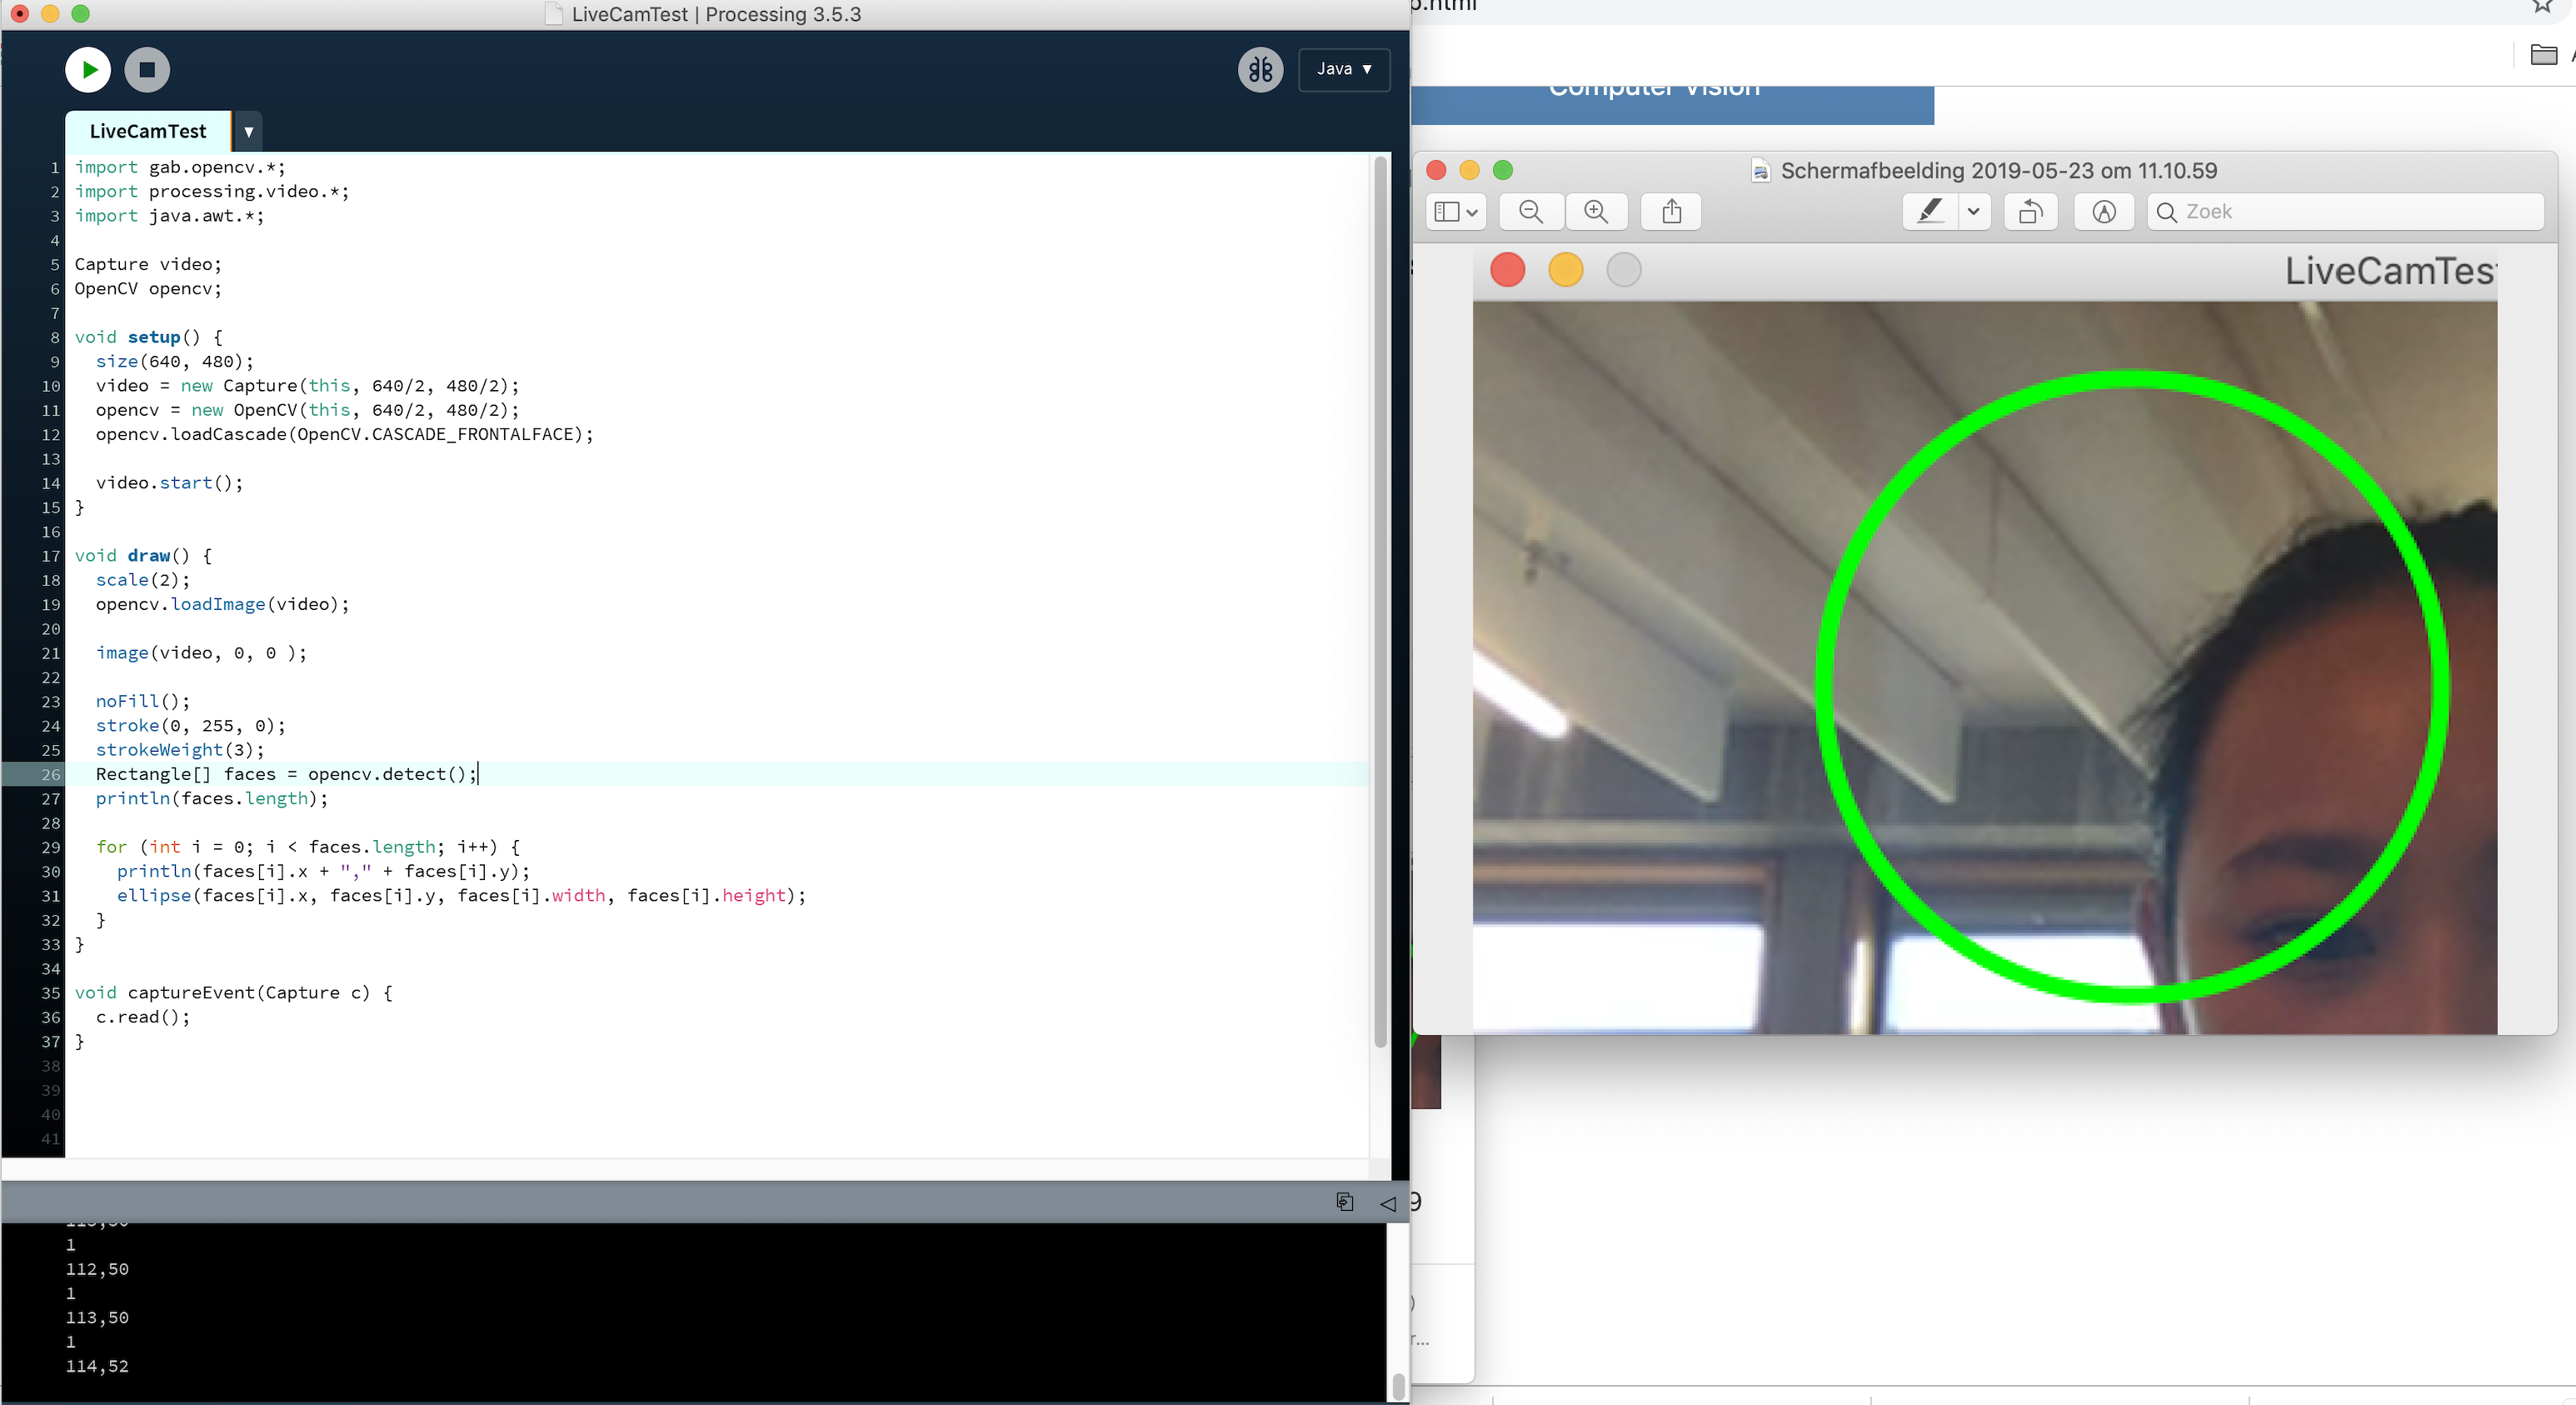 LiveCamTest | Processing 3.5.3
Java ▼
LiveCamTest ▼
1 import gab.opencv.*;
2 import processing.video.*;
3 import java.awt.*;
4
5 Capture video;
6 OpenCV opencv;
7
8 void setup() {
9 size(640, 480);
10 video = new Capture(this, 640/2, 480/2);
11 opencv = new OpenCV(this, 640/2, 480/2);
12 opencv.loadCascade(OpenCV.CASCADE_FRONTALFACE);
13
14 video.start();
15 }
16
17 void draw() {
18 scale(2);
19 opencv.loadImage(video);
20
21 image(video, 0, 0 );
22
23 noFill();
24 stroke(0, 255, 0);
25 strokeWeight(3);
26 Rectangle[] faces = opencv.detect();
27 println(faces.length);
28
29 for (int i = 0; i < faces.length; i++) {
30 println(faces[i].x + "," + faces[i].y);
31 ellipse(faces[i].x, faces[i].y, faces[i].width, faces[i].height);
32 }
33 }
34
35 void captureEvent(Capture c) {
36 c.read();
37 }
38
39
40
41
1
112,50
1
113,50
1
114,52
p.html
Computer Vision
Schermafbeelding 2019-05-23 om 11.10.59
Zoek
LiveCamTest
9
)
r...